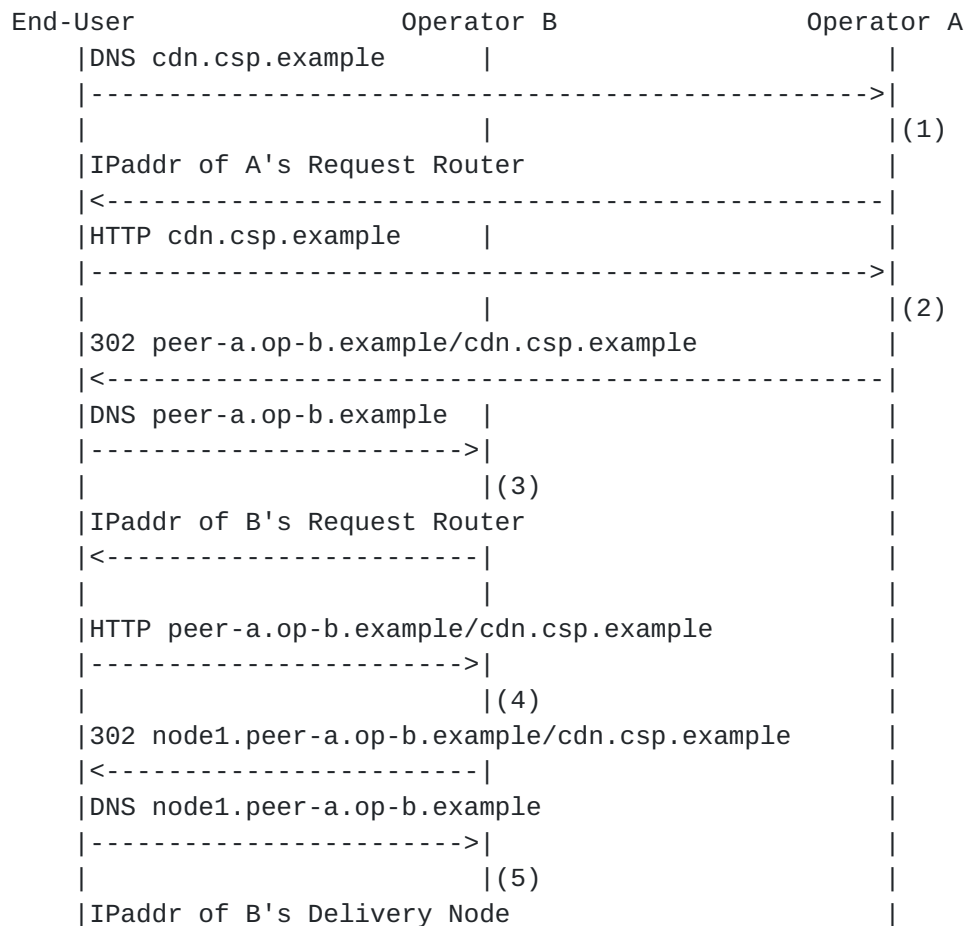 End-User                 Operator B                Operator A
    |DNS cdn.csp.example      |                         |
    |-------------------------------------------------->|
    |                         |                         |(1)
    |IPaddr of A's Request Router                       |
    |<--------------------------------------------------|
    |HTTP cdn.csp.example     |                         |
    |-------------------------------------------------->|
    |                         |                         |(2)
    |302 peer-a.op-b.example/cdn.csp.example            |
    |<--------------------------------------------------|
    |DNS peer-a.op-b.example  |                         |
    |------------------------>|                         |
    |                         |(3)                      |
    |IPaddr of B's Request Router                       |
    |<------------------------|                         |
    |                         |                         |
    |HTTP peer-a.op-b.example/cdn.csp.example           |
    |------------------------>|                         |
    |                         |(4)                      |
    |302 node1.peer-a.op-b.example/cdn.csp.example      |
    |<------------------------|                         |
    |DNS node1.peer-a.op-b.example                      |
    |------------------------>|                         |
    |                         |(5)                      |
    |IPaddr of B's Delivery Node                        |